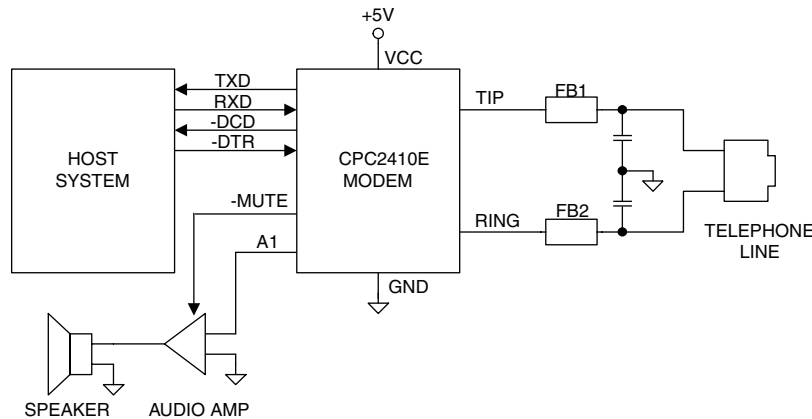 +5V
VCC
TXD
RXD
-DCD
-DTR
HOST
SYSTEM
CPC2410E
MODEM
TIP
FB1
-MUTE
A1
RING
FB2
TELEPHONE
LINE
GND
SPEAKER
AUDIO AMP